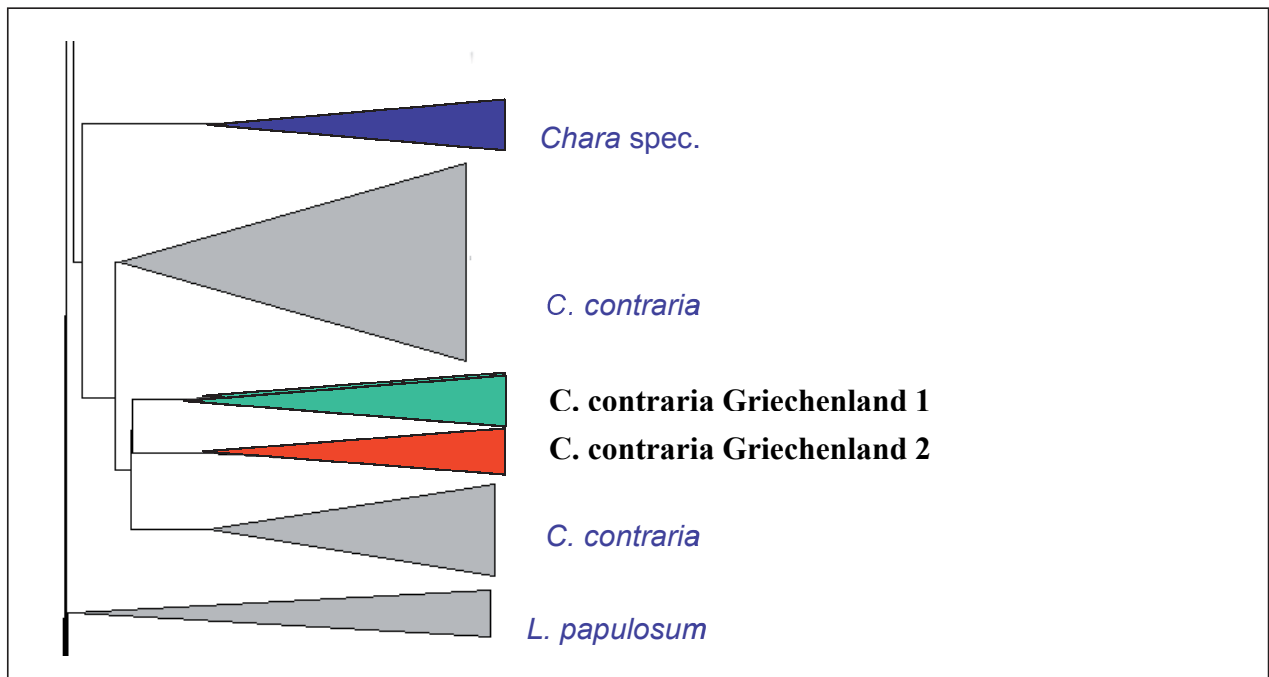 Chara spec.
C. contraria
C. contraria Griechenland 1
C. contraria Griechenland 2
C. contraria
L. papulosum